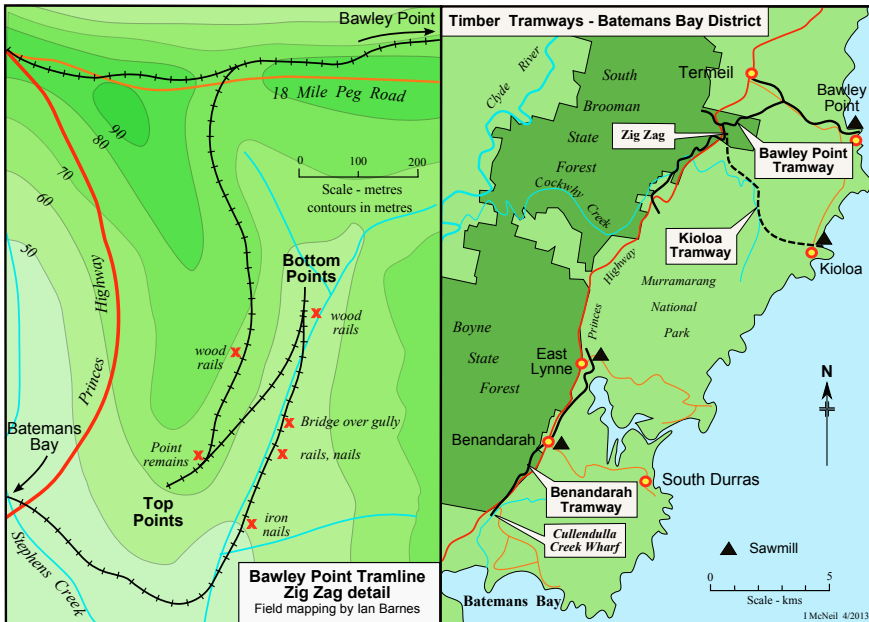 Bawley Point
18 Mile Peg Road
90
80
70
60
50
0 100 200
Scale - metres
contours in metres
Princes Highway
Bottom
Points
wood
rails
wood
rails
Bridge over gully
rails, nails
Point
remains
Top
Points
iron
nails
Batemans
Bay
Stephens Creek
Bawley Point Tramline
Zig Zag detail
Field mapping by Ian Barnes
Timber Tramways - Batemans Bay District
Clyde River
South
Brooman
State
Forest
Termeil
Bawley
Point
Zig Zag
Bawley Point
Tramway
Cockwhy
Creek
Kioloa
Tramway
Kioloa
Princes Highway
Murramarang
National
Park
Boyne
State
Forest
East
Lynne
N
Benandarah
South Durras
Benandarah
Tramway
Cullendulla
Creek Wharf
Sawmill
Batemans Bay
0 5
Scale - kms
I McNeil 4/2013